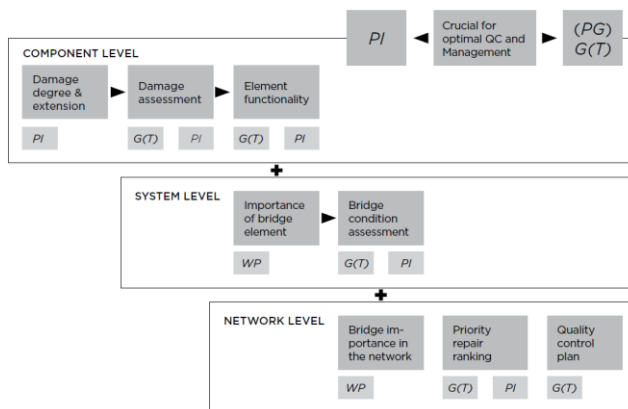 PI
Crucial for
optimal QC and
Management
(PG)
G(T)
COMPONENT LEVEL
Damage
degree &
extension
Damage
assessment
Element
functionality
PI
G(T)
PI
G(T)
PI
+
SYSTEM LEVEL
Importance
of bridge
element
Bridge
condition
assessment
WP
G(T)
PI
+
NETWORK LEVEL
Bridge im-
portance in
the network
Priority
repair
ranking
Quality
control
plan
WP
G(T)
PI
G(T)